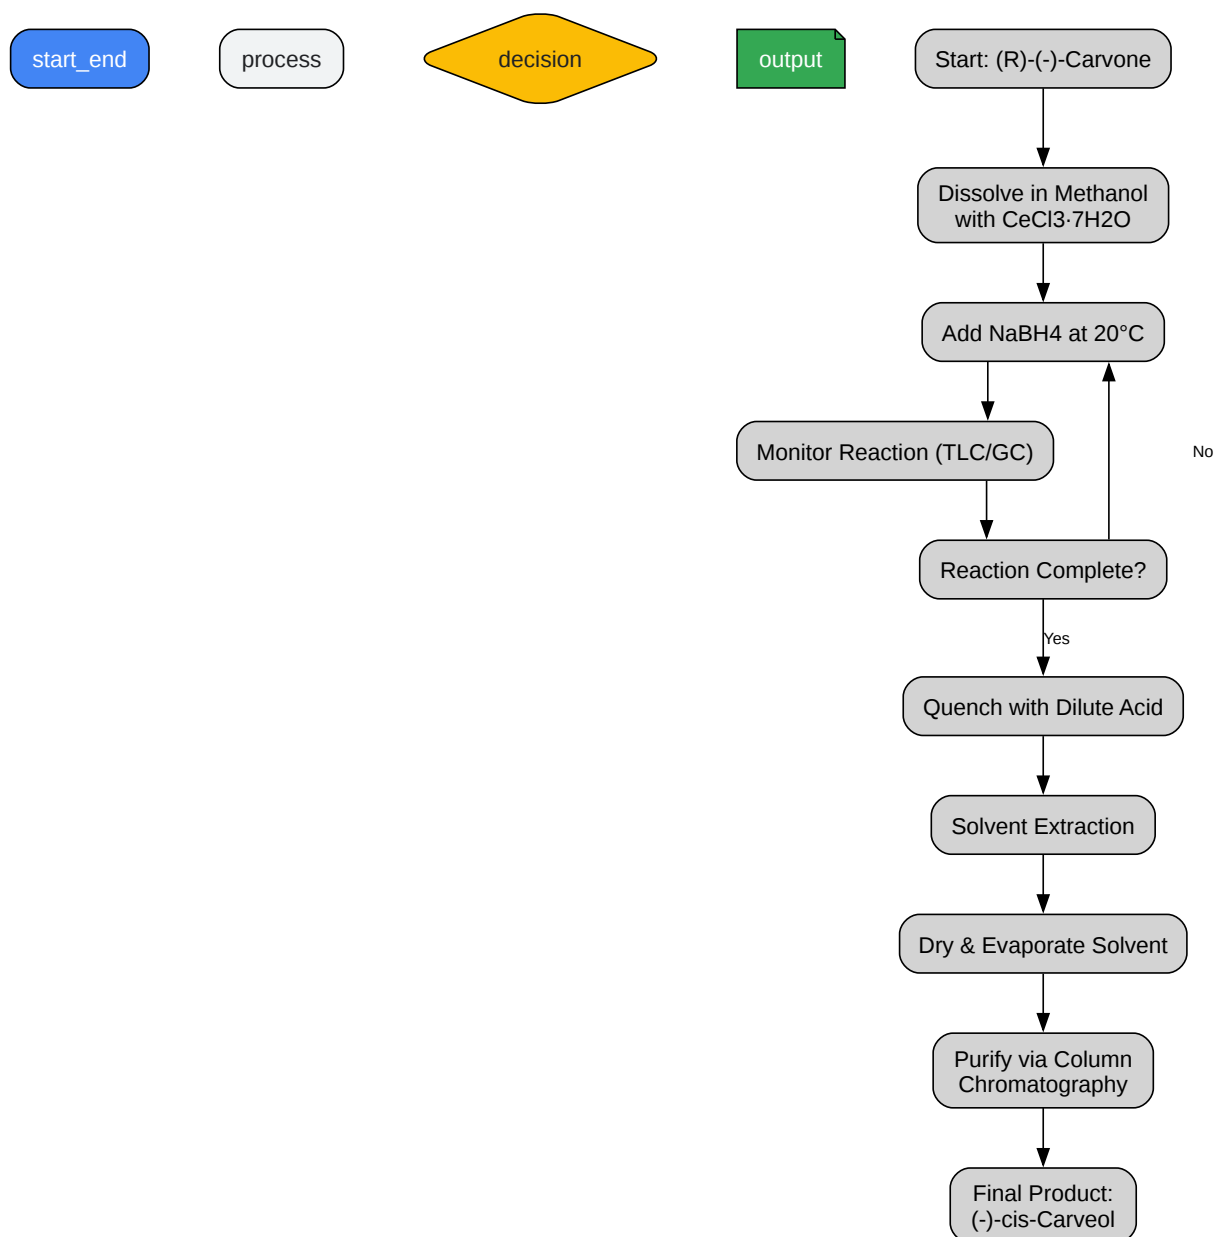 start_end
process
decision
output
Start: (R)-(-)-Carvone
Dissolve in Methanol
with CeCl3·7H2O
Add NaBH4 at 20°C
Monitor Reaction (TLC/GC)
No
Reaction Complete?
Yes
Quench with Dilute Acid
Solvent Extraction
Dry & Evaporate Solvent
Purify via Column
Chromatography
Final Product:
(-)-cis-Carveol